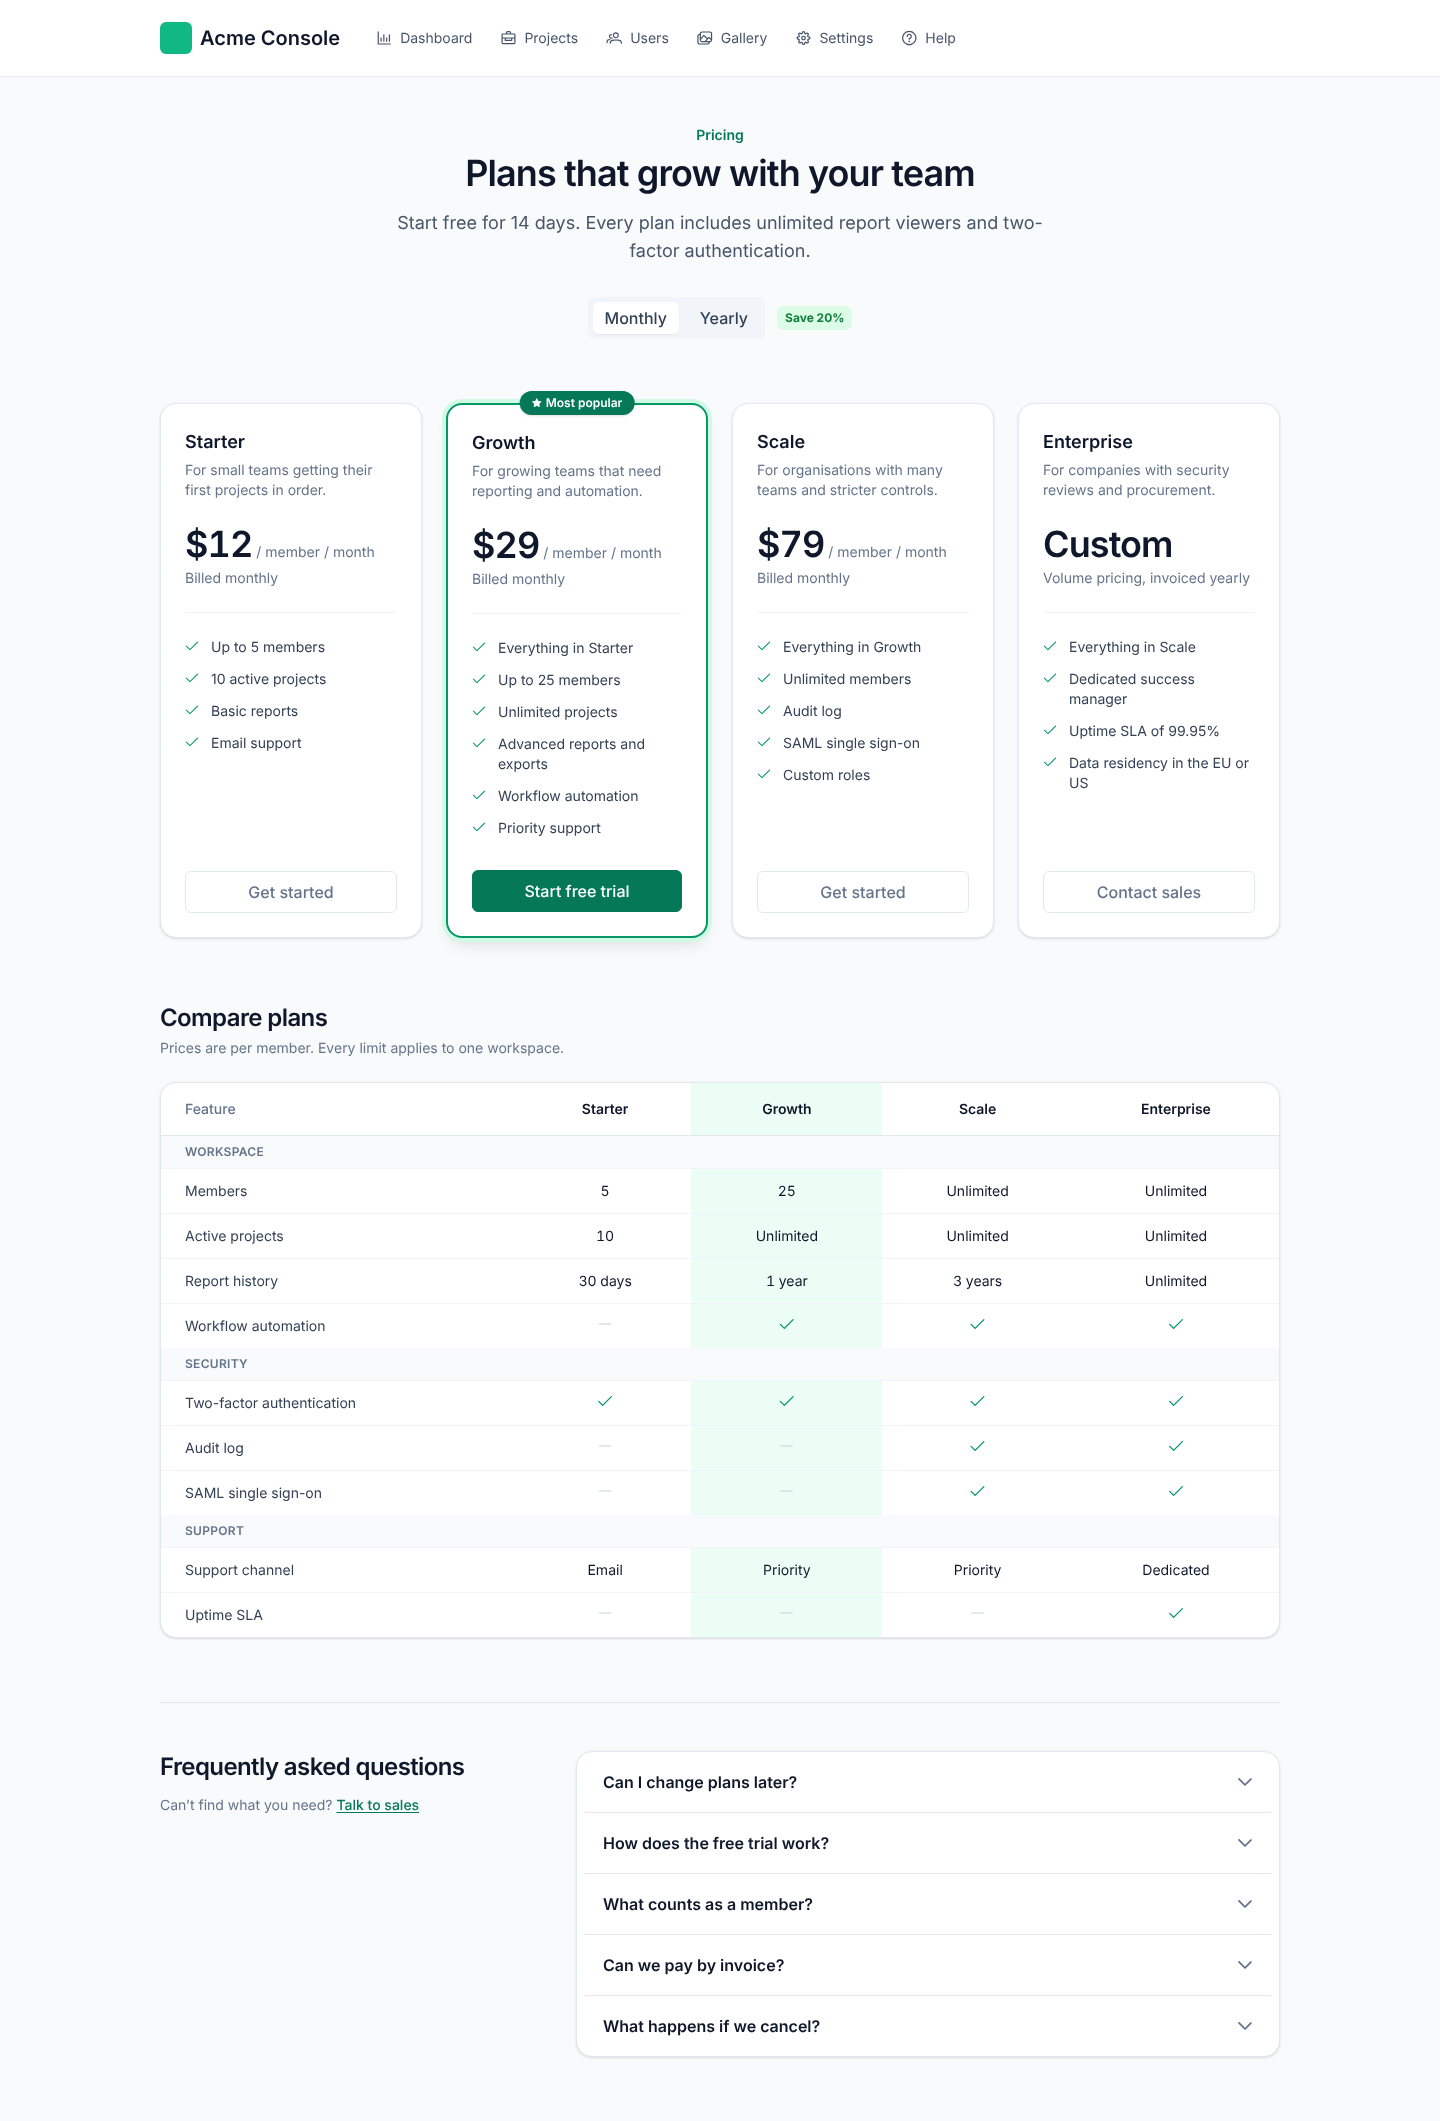 Acme Console
Dashboard
Projects
Users
Gallery
Settings
Help
Pricing
Plans that grow with your team
Start free for 14 days. Every plan includes unlimited report viewers and two-
factor authentication.
Monthly
Yearly
Save 20%
Starter
For small teams getting their
first projects in order.
$12 / member / month
Billed monthly
Up to 5 members
10 active projects
Basic reports
Email support
Get started
Most popular
Growth
For growing teams that need
reporting and automation.
$29 / member / month
Billed monthly
Everything in Starter
Up to 25 members
Unlimited projects
Advanced reports and
exports
Workflow automation
Priority support
Start free trial
Scale
For organisations with many
teams and stricter controls.
$79 / member / month
Billed monthly
Everything in Growth
Unlimited members
Audit log
SAML single sign-on
Custom roles
Get started
Enterprise
For companies with security
reviews and procurement.
Custom
Volume pricing, invoiced yearly
Everything in Scale
Dedicated success
manager
Uptime SLA of 99.95%
Data residency in the EU or
US
Contact sales
Compare plans
Prices are per member. Every limit applies to one workspace.
Feature Starter Growth Scale Enterprise
WORKSPACE
Members 5 25 Unlimited Unlimited
Active projects 10 Unlimited Unlimited Unlimited
Report history 30 days 1 year 3 years Unlimited
Workflow automation
SECURITY
Two-factor authentication
Audit log
SAML single sign-on
SUPPORT
Support channel Email Priority Priority Dedicated
Uptime SLA
Frequently asked questions
Can't find what you need? Talk to sales
Can I change plans later?
How does the free trial work?
What counts as a member?
Can we pay by invoice?
What happens if we cancel?